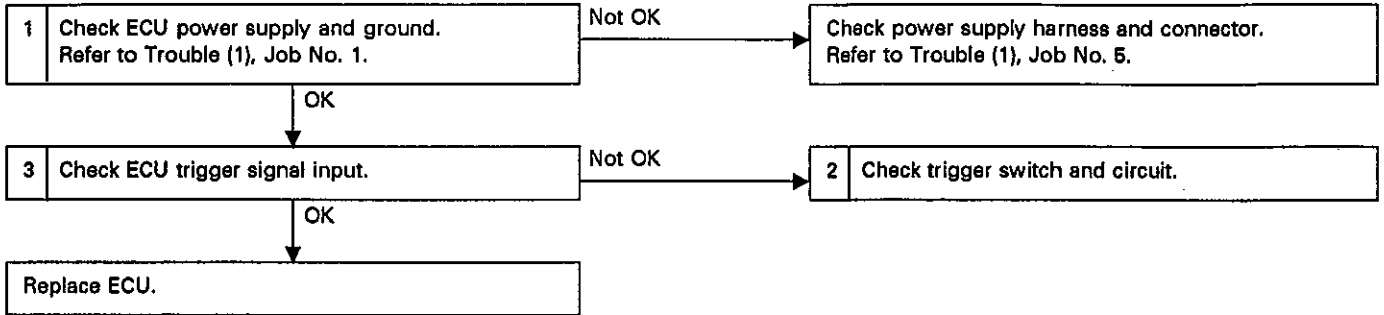 1 Check ECU power supply and ground.
Refer to Trouble (1), Job No. 1.
Not OK
Check power supply harness and connector.
Refer to Trouble (1), Job No. 5.
OK
3 Check ECU trigger signal input.
Not OK
2 Check trigger switch and circuit.
OK
Replace ECU.